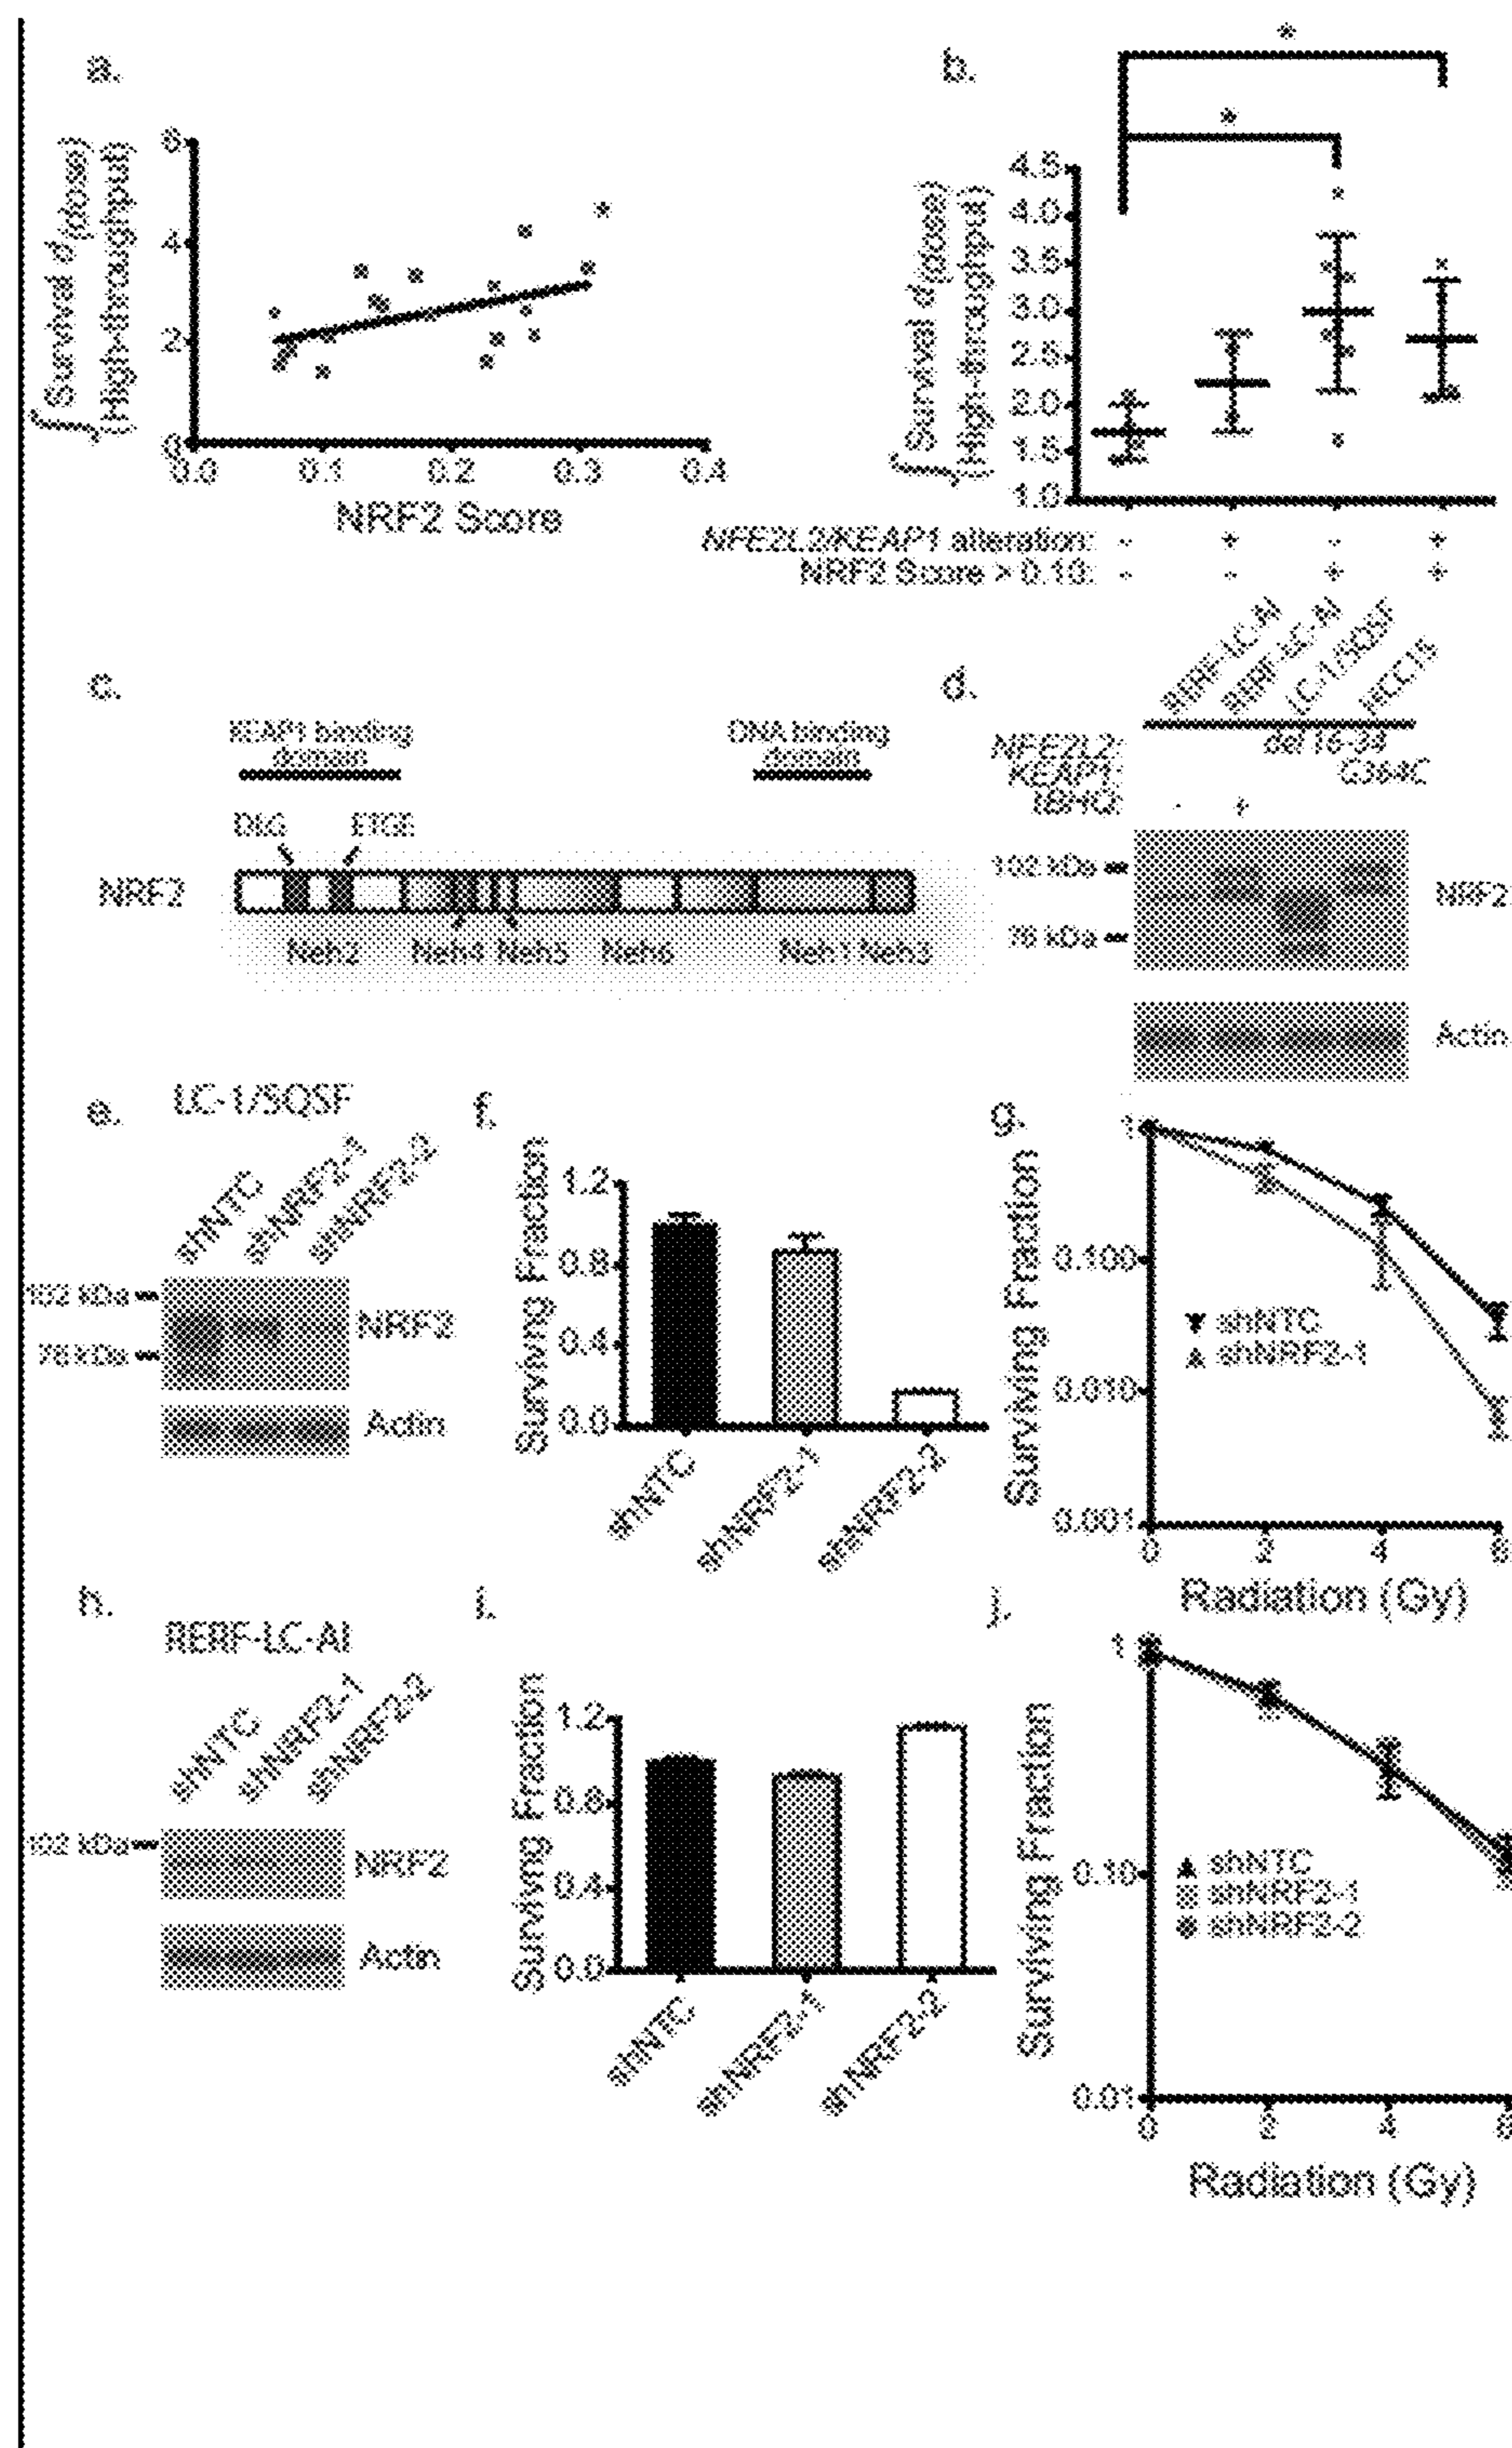 a.
∫ Survival d(dose)
(High-throughput)
6
4
2
0
0.0 0.1 0.2 0.3 0.4
NRF2 Score
b.
*
*
∫ Survival d(dose)
(High-throughput)
4.5
4.0
3.5
3.0
2.5
2.0
1.5
1.0
NFE2L2/KEAP1 alteration: - + - +
NRF2 Score > 0.10: - - + +
c.
KEAP1 binding
domain
DNA binding
domain
DLG ETGE
NRF2
Neh2 Neh4 Neh5 Neh6 Neh1 Neh3
d.
RERF-LC-AI
RERF-LC-AI
LC-1/SQSF
HCC15
NFE2L2: del 16-34
KEAP1: G364C
tBHQ: - +
102 kDa
76 kDa
NRF2
Actin
e.
LC-1/SQSF
shNTC
shNRF2-1
shNRF2-2
102 kDa
76 kDa
NRF2
Actin
f.
Surviving Fraction
1.2
0.8
0.4
0.0
shNTC
shNRF2-1
shNRF2-2
g.
Surviving Fraction
1
0.100
0.010
0.001
shNTC
shNRF2-1
0 2 4
Radiation (Gy)
h.
RERF-LC-AI
shNTC
shNRF2-1
shNRF2-2
102 kDa
NRF2
Actin
i.
Surviving Fraction
1.2
0.8
0.4
0.0
shNTC
shNRF2-1
shNRF2-2
j.
Surviving Fraction
1
0.10
0.01
shNTC
shNRF2-1
shNRF2-2
0 2 4
Radiation (Gy)